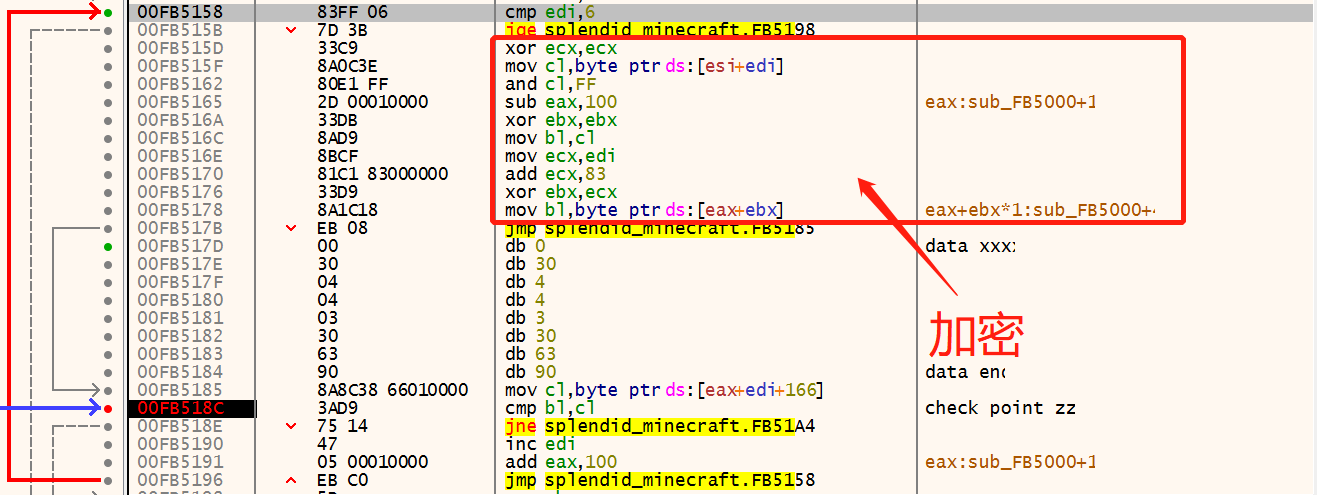 00FB5158 83FF 06 cmp edi,6
00FB515B 7D 3B jge splendid_minecraft.FB5198
00FB515D 33C9 xor ecx,ecx
00FB515F 8A0C3E mov cl,byte ptr ds:[esi+edi]
00FB5162 80E1 FF and cl,FF
00FB5165 2D 00010000 sub eax,100 eax:sub_FB5000+1
00FB516A 33DB xor ebx,ebx
00FB516C 8AD9 mov bl,cl
00FB516E 8BCF mov ecx,edi
00FB5170 81C1 83000000 add ecx,83
00FB5176 33D9 xor ebx,ecx
00FB5178 8A1C18 mov bl,byte ptr ds:[eax+ebx] eax+ebx*1:sub_FB5000+
00FB517B EB 08 jmp splendid_minecraft.FB5185
00FB517D 00 db 0 data xxx
00FB517E 30 db 30
00FB517F 04 db 4
00FB5180 04 db 4
00FB5181 03 db 3
00FB5182 30 db 30
00FB5183 63 db 63
00FB5184 90 db 90 data end
00FB5185 8A8C38 66010000 mov cl,byte ptr ds:[eax+edi+166]
00FB518C 3AD9 cmp bl,cl check point zz
00FB518E 75 14 jne splendid_minecraft.FB51A4
00FB5190 47 inc edi
00FB5191 05 00010000 add eax,100 eax:sub_FB5000+1
00FB5196 EB C0 jmp splendid_minecraft.FB5158
加密